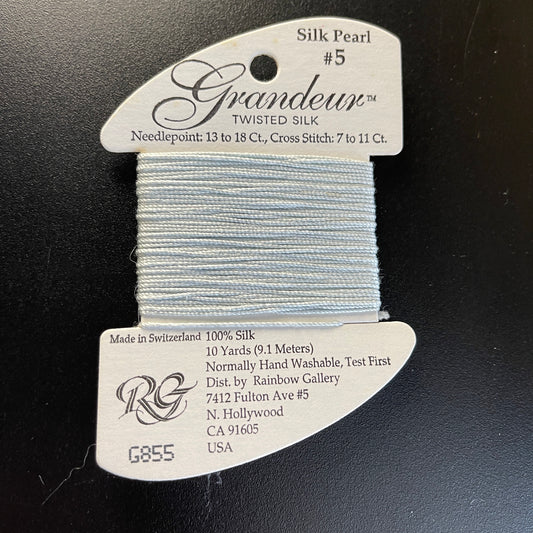 Silk Pearl
#5
Grandeur™
TWISTED SILK
Needlepoint: 13 to 18 Ct., Cross Stitch: 7 to 11 Ct.
Made in Switzerland 100% Silk
10 Yards (9.1 Meters)
Normally Hand Washable, Test First
Dist. by Rainbow Gallery
7412 Fulton Ave #5
N. Hollywood
CA 91605
USA
RG
G855